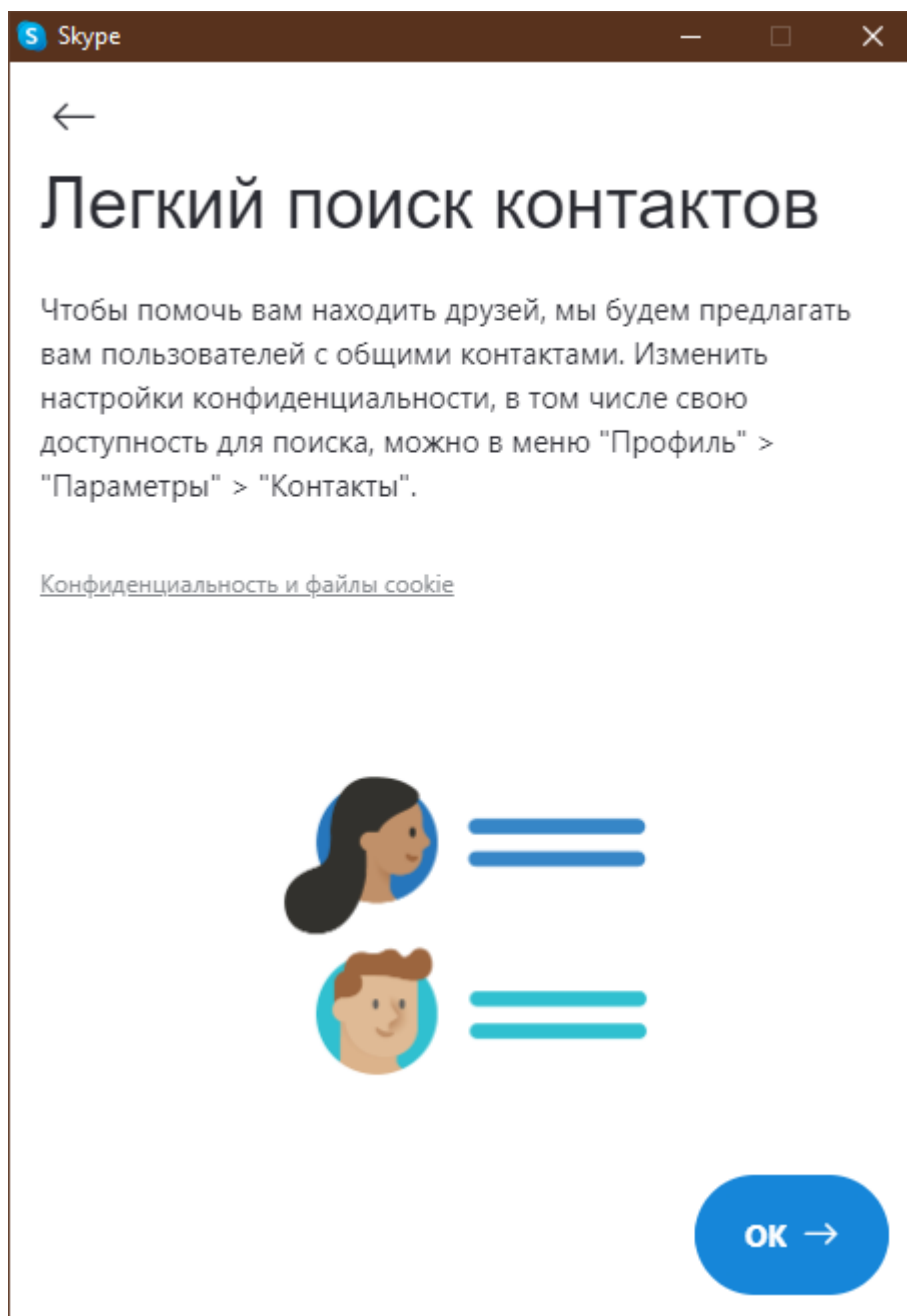 Skype
Легкий поиск контактов
Чтобы помочь вам находить друзей, мы будем предлагать
вам пользователей с общими контактами. Изменить
настройки конфиденциальности, в том числе свою
доступность для поиска, можно в меню "Профиль" >
"Параметры" > "Контакты".
Конфиденциальность и файлы cookie
ОК